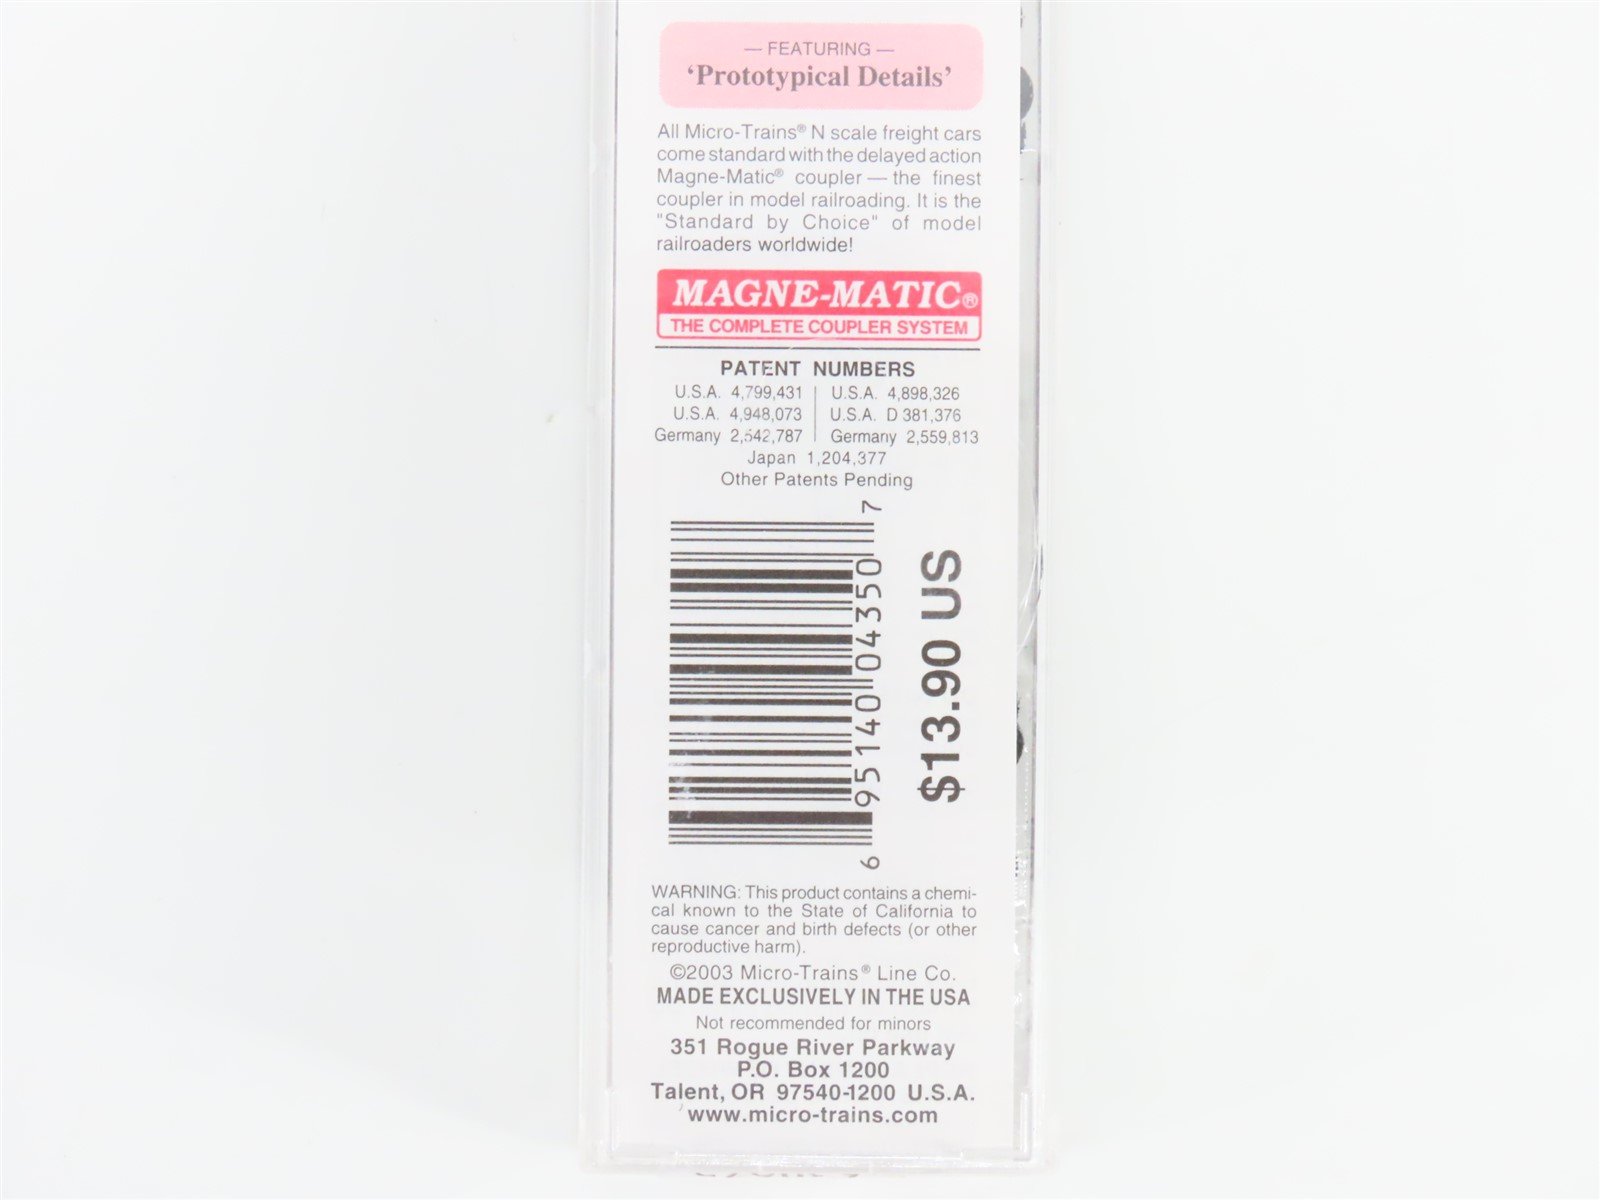 — FEATURING —
‘Prototypical Details’
All Micro-Trains® N scale freight cars
come standard with the delayed action
Magne-Matic® coupler — the finest
coupler in model railroading. It is the
"Standard by Choice" of model
railroaders worldwide!
MAGNE-MATIC®
THE COMPLETE COUPLER SYSTEM
PATENT NUMBERS
U.S.A. 4,799,431 | U.S.A. 4,898,326
U.S.A. 4,948,073 | U.S.A. D 381,376
Germany 2,542,787 | Germany 2,559,813
Japan 1,204,377
Other Patents Pending
6 95140 04350 7
$13.90 US
WARNING: This product contains a chemi-
cal known to the State of California to
cause cancer and birth defects (or other
reproductive harm).
©2003 Micro-Trains® Line Co.
MADE EXCLUSIVELY IN THE USA
Not recommended for minors
351 Rogue River Parkway
P.O. Box 1200
Talent, OR 97540-1200 U.S.A.
www.micro-trains.com